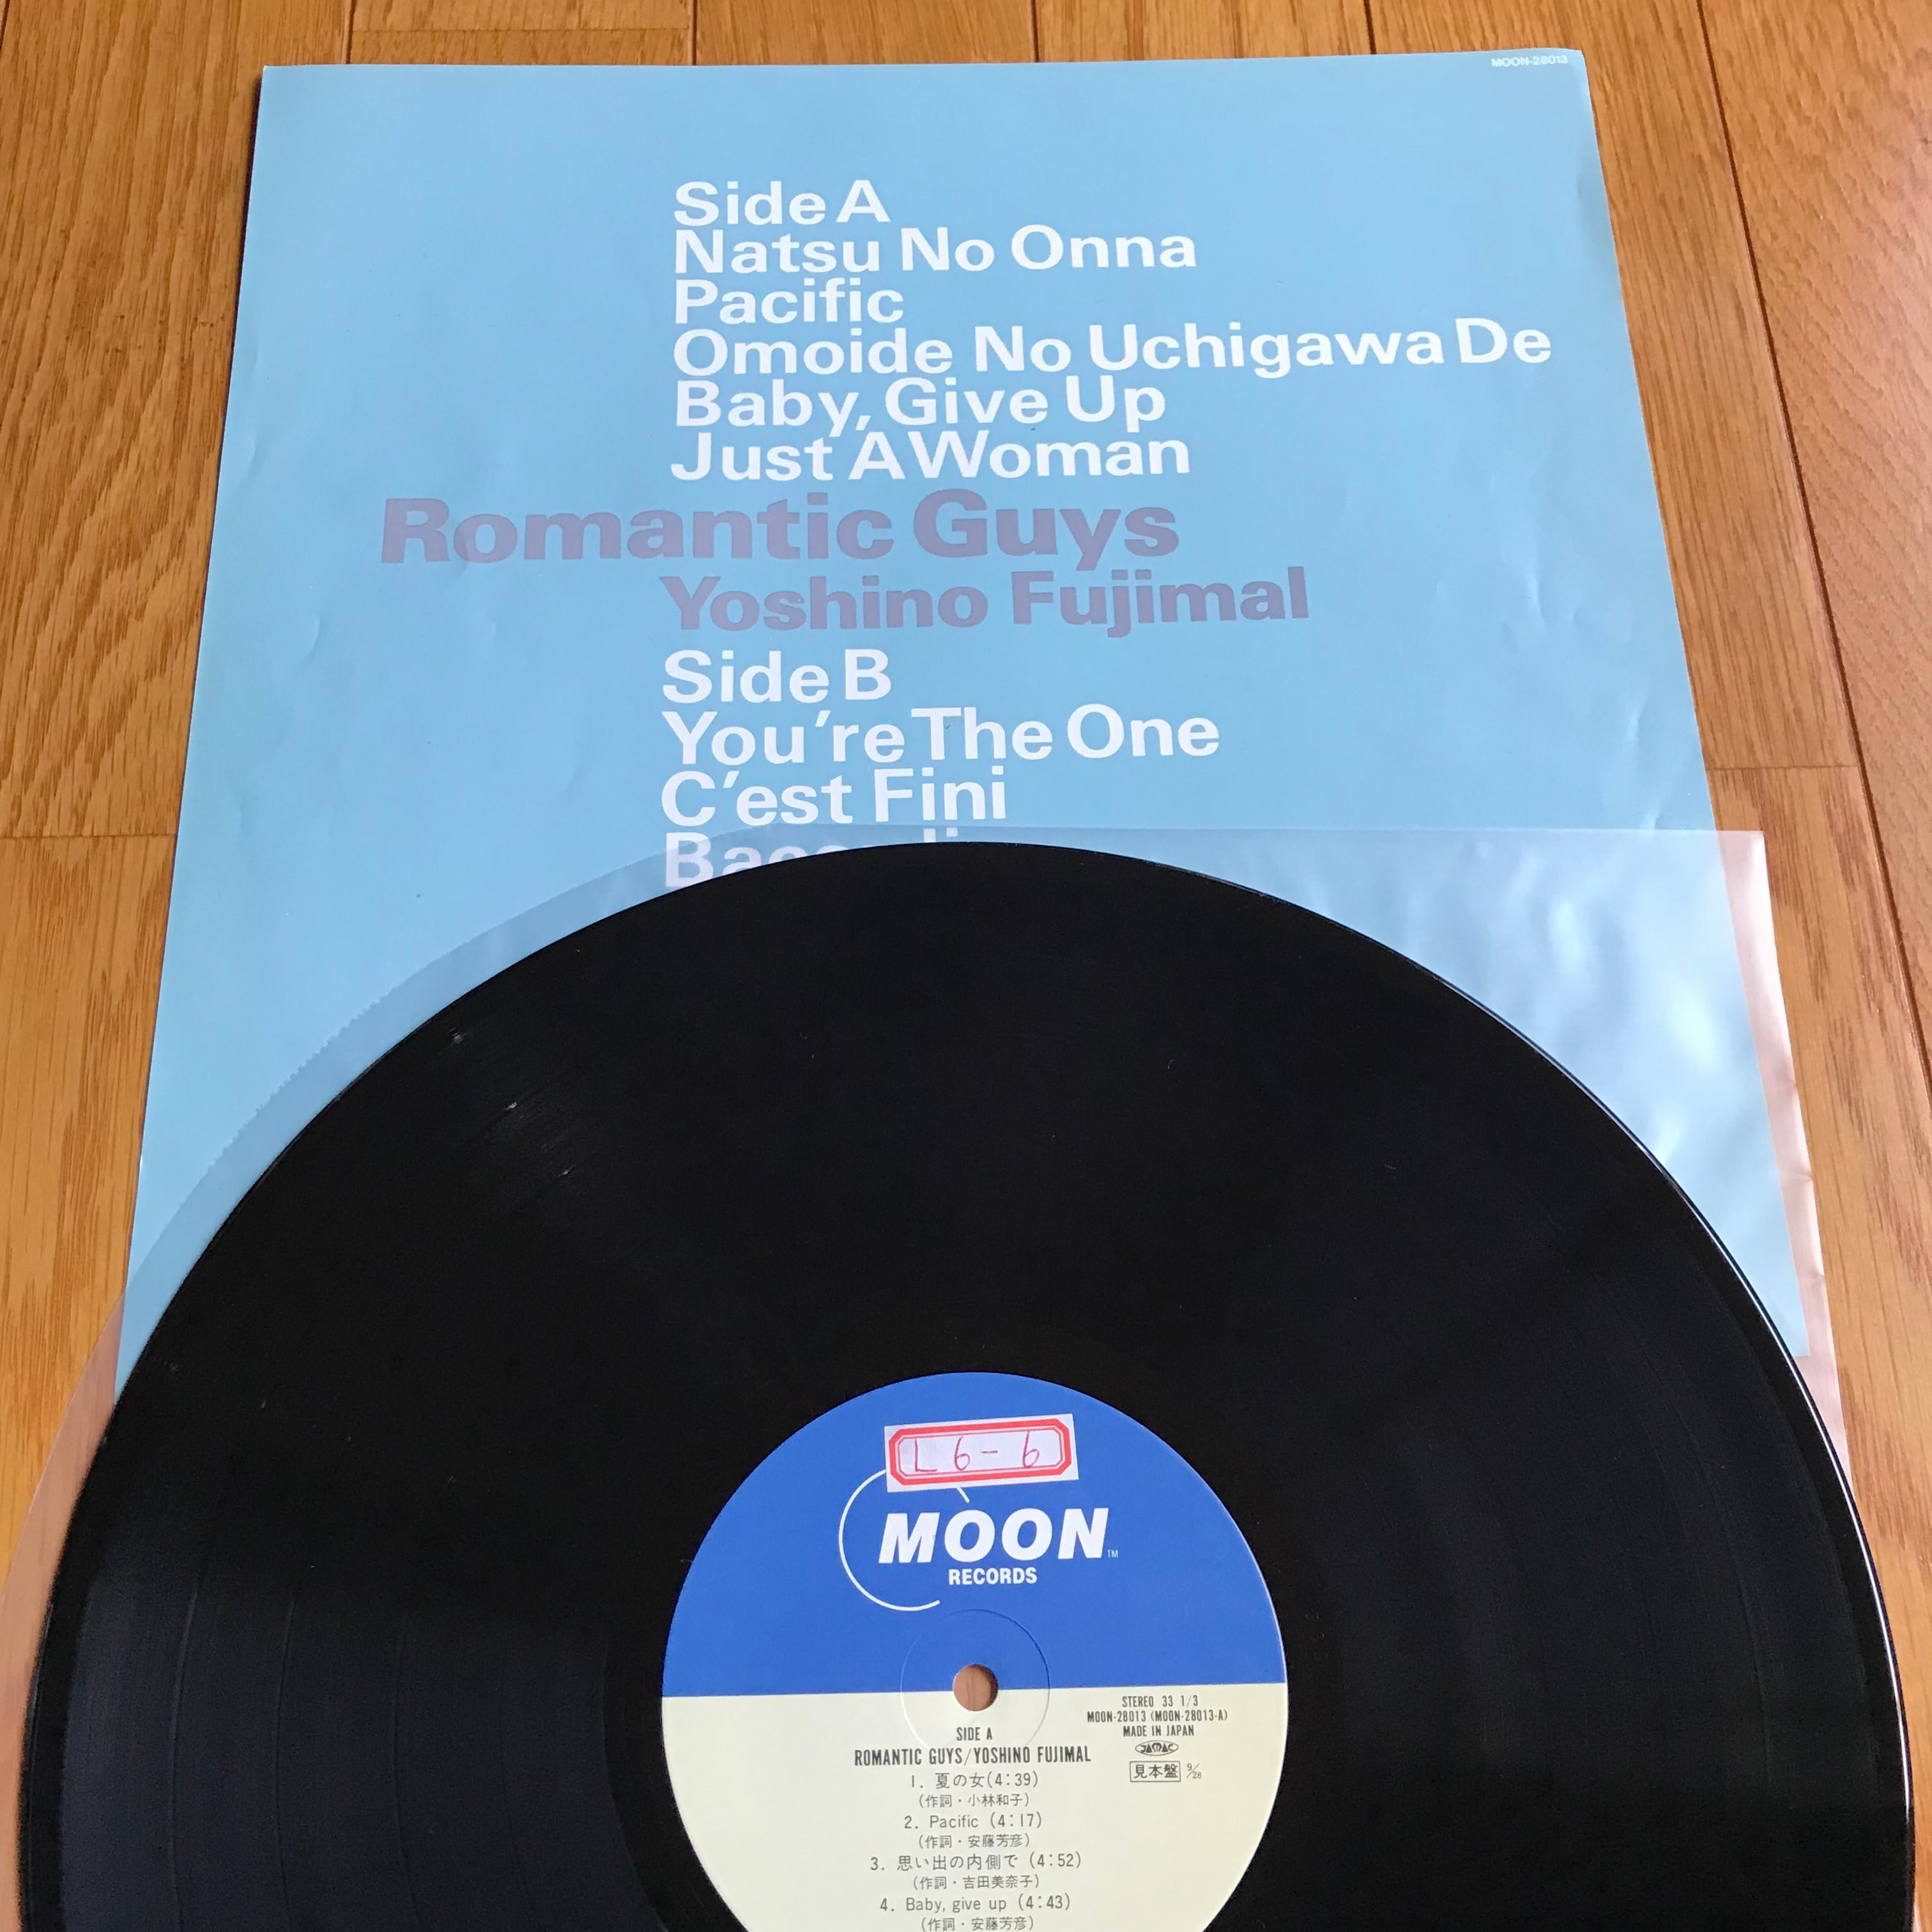 MOON-28013
Side A
Natsu No Onna
Pacific
Omoide No Uchigawa De
Baby, Give Up
Just A Woman
Romantic Guys
Yoshino Fujimal
Side B
You're The One
C'est Fini
L 6-6
MOON TM
RECORDS
STEREO 33 1/3
MOON-28013 (MOON-28013-A)
MADE IN JAPAN
見本盤 9/28
SIDE A
ROMANTIC GUYS/YOSHINO FUJIMAL
1. 夏の女(4:39)
(作詞・小林和子)
2. Pacific (4:17)
(作詞・安藤芳彦)
3. 思い出の内側で (4:52)
(作詞・吉田美奈子)
4. Baby, give up (4:43)
(作詞・安藤芳彦)